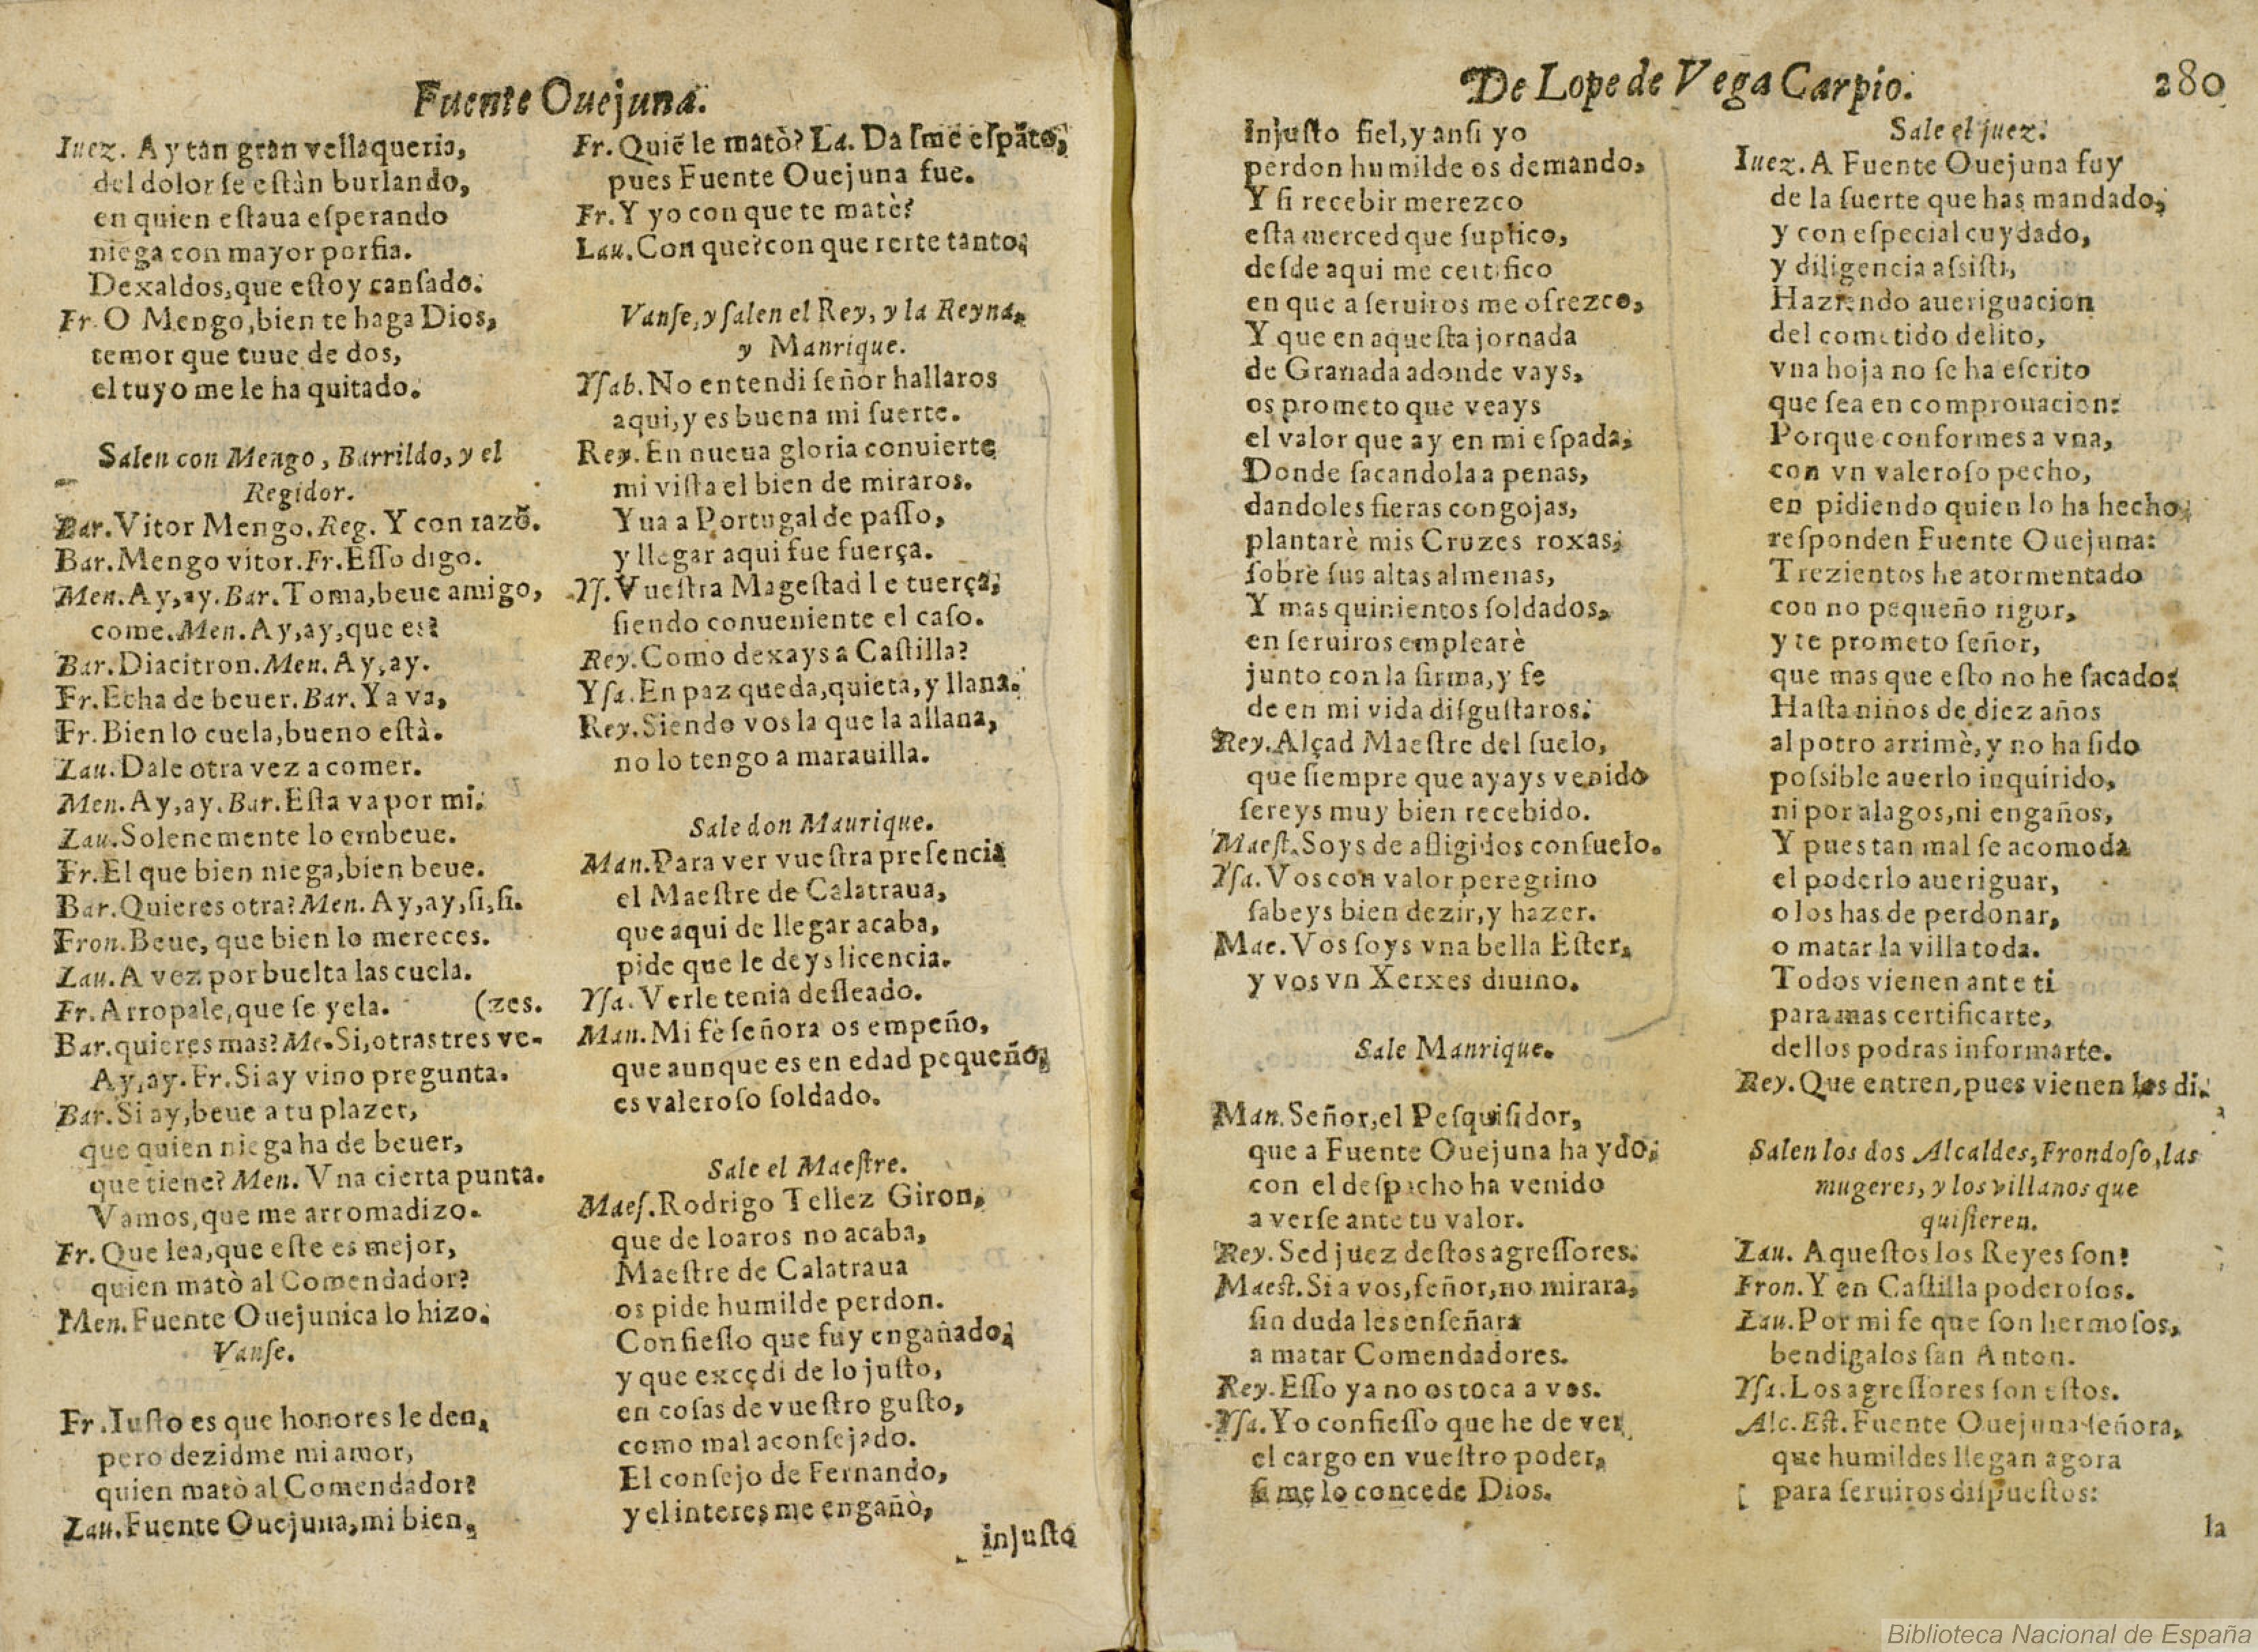 Fuente Ouejuna.
Iuez. Ay tan gran vellaqueria,
del dolor se estàn burlando,
en quien estaua esperando
niega con mayor porfia.
Dexaldos, que estoy cansado.
Fr. O Mengo, bien te haga Dios,
temor que tuue de dos,
el tuyo me le ha quitado.
Salen con Mengo, Barrildo, y el
Regidor.
Bar. Vitor Mengo. Reg. Y con razõ.
Bar. Mengo vitor. Fr. Esso digo.
Men. Ay, ay. Bar. Toma, beue amigo,
come. Men. Ay, ay, que es?
Bar. Diacitron. Men. Ay, ay.
Fr. Echa de beuer. Bar. Ya va,
Fr. Bien lo cuela, bueno està.
Lau. Dale otra vez a comer.
Men. Ay, ay. Bar. Esta va por mi.
Lau. Solenemente lo embeue.
Fr. El que bien niega, bien beue.
Bar. Quieres otra? Men. Ay, ay, si, si.
Fron. Beue, que bien lo mereces.
Lau. A vez por buelta las cuela.
Fr. Arropale, que se yela. (zes.
Bar. quieres mas? Me. Si, otras tres ve-
Ay, ay. Fr. Si ay vino pregunta.
Bar. Si ay, beue a tu plazer,
que quien niega ha de beuer,
que tiene? Men. Vna cierta punta.
Vamos, que me arromadizo.
Fr. Que lea, que este es mejor,
quien matò al Comendador?
Men. Fuente Ouejunica lo hizo.
Vanse.
Fr. Iusto es que honores le den,
pero dezidme mi amor,
quien matò al Comendador?
Lau. Fuente Ouejuna, mi bien,
Fr. Quiẽ le matò? La. Dasme espãto,
pues Fuente Ouejuna fue.
Fr. Y yo con que te matè?
Lau. Con que? con que rerte tanto.
Vanse, y salen el Rey, y la Reyna,
y Manrique.
Ysab. No entendi señor hallaros
aqui, y es buena mi suerte.
Rey. En nueua gloria conuierte
mi vista el bien de miraros.
Yua a Portugal de passo,
y llegar aqui fue fuerça.
Ys. Vuestra Magestad le tuerça,
siendo conueniente el caso.
Rey. Como dexays a Castilla?
Ysa. En paz queda, quieta, y llana.
Rey. Siendo vos la que la allana,
no lo tengo a marauilla.
Sale don Maurique.
Man. Para ver vuestra presencia
el Maestre de Calatraua,
que aqui de llegar acaba,
pide que le deys licencia.
Ysa. Verle tenia desseado.
Man. Mi fè señora os empeño,
que aunque es en edad pequeño,
es valeroso soldado.
Sale el Maestre.
Maes. Rodrigo Tellez Giron,
que de loaros no acaba,
Maestre de Calatraua
os pide humilde perdon.
Confiesso que fuy engañado,
y que excedi de lo justo,
en cosas de vuestro gusto,
como mal aconsejado.
El consejo de Fernando,
y el interes me engañò,
injusto
De Lope de Vega Carpio. 280
injusto fiel, y ansi yo
perdon humilde os demando,
Y si recebir merezco
esta merced que suplico,
desde aqui me certifico
en que a seruiros me ofrezco,
Y que en aquesta jornada
de Granada adonde vays,
os prometo que veays
el valor que ay en mi espada,
Donde sacandola a penas,
dandoles fieras congojas,
plantarè mis Cruzes roxas,
sobre sus altas almenas,
Y mas quinientos soldados,
en seruiros emplearè
junto con la firma, y fe
de en mi vida disgustaros.
Rey. Alçad Maestre del suelo,
que siempre que ayays venido
sereys muy bien recebido.
Maest. Soys de afligidos consuelo.
Ysa. Vos con valor peregrino
sabeys bien dezir, y hazer.
Mae. Vos soys vna bella Ester,
y vos vn Xerxes diuino.
Sale Manrique.
Man. Señor, el Pesquisidor,
que a Fuente Ouejuna ha ydo,
con el despacho ha venido
a verse ante tu valor.
Rey. Sed juez destos agressores.
Maest. Si a vos, señor, no mirara,
sin duda les enseñara
a matar Comendadores.
Rey. Esso ya no os toca a vos.
Ysa. Yo confiesso que he de ver
el cargo en vuestro poder,
si me lo concede Dios.
Sale el juez.
Iuez. A Fuente Ouejuna fuy
de la suerte que has mandado,
y con especial cuydado,
y diligencia assisti,
Haziendo aueriguacion
del cometido delito,
vna hoja no se ha escrito
que sea en comprouacion:
Porque conformes a vna,
con vn valeroso pecho,
en pidiendo quien lo ha hecho,
responden Fuente Ouejuna:
Trezientos he atormentado
con no pequeño rigor,
y te prometo señor,
que mas que esto no he sacado:
Hasta niños de diez años
al potro arrimè, y no ha sido
possible auerlo inquirido,
ni por alagos, ni engaños,
Y pues tan mal se acomoda
el poderlo aueriguar,
o los has de perdonar,
o matar la villa toda.
Todos vienen ante ti
para mas certificarte,
dellos podras informarte.
Rey. Que entren, pues vienen les di.
Salen los dos Alcaldes, Frondoso, las
mugeres, y los villanos que
quisieren.
Lau. Aquestos los Reyes son?
Fron. Y en Castilla poderosos.
Lau. Por mi fe que son hermosos,
bendigalos san Anton.
Ysa. Los agressores son estos.
Alc. Est. Fuente Ouejuna señora,
que humildes llegan agora
para seruiros dispuestos:
la
Biblioteca Nacional de España